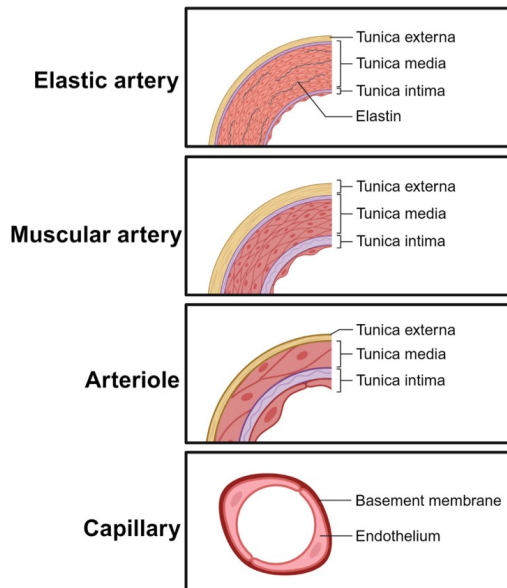 Elastic artery
Tunica externa
Tunica media
Tunica intima
Elastin
Muscular artery
Tunica externa
Tunica media
Tunica intima
Arteriole
Tunica externa
Tunica media
Tunica intima
Capillary
Basement membrane
Endothelium